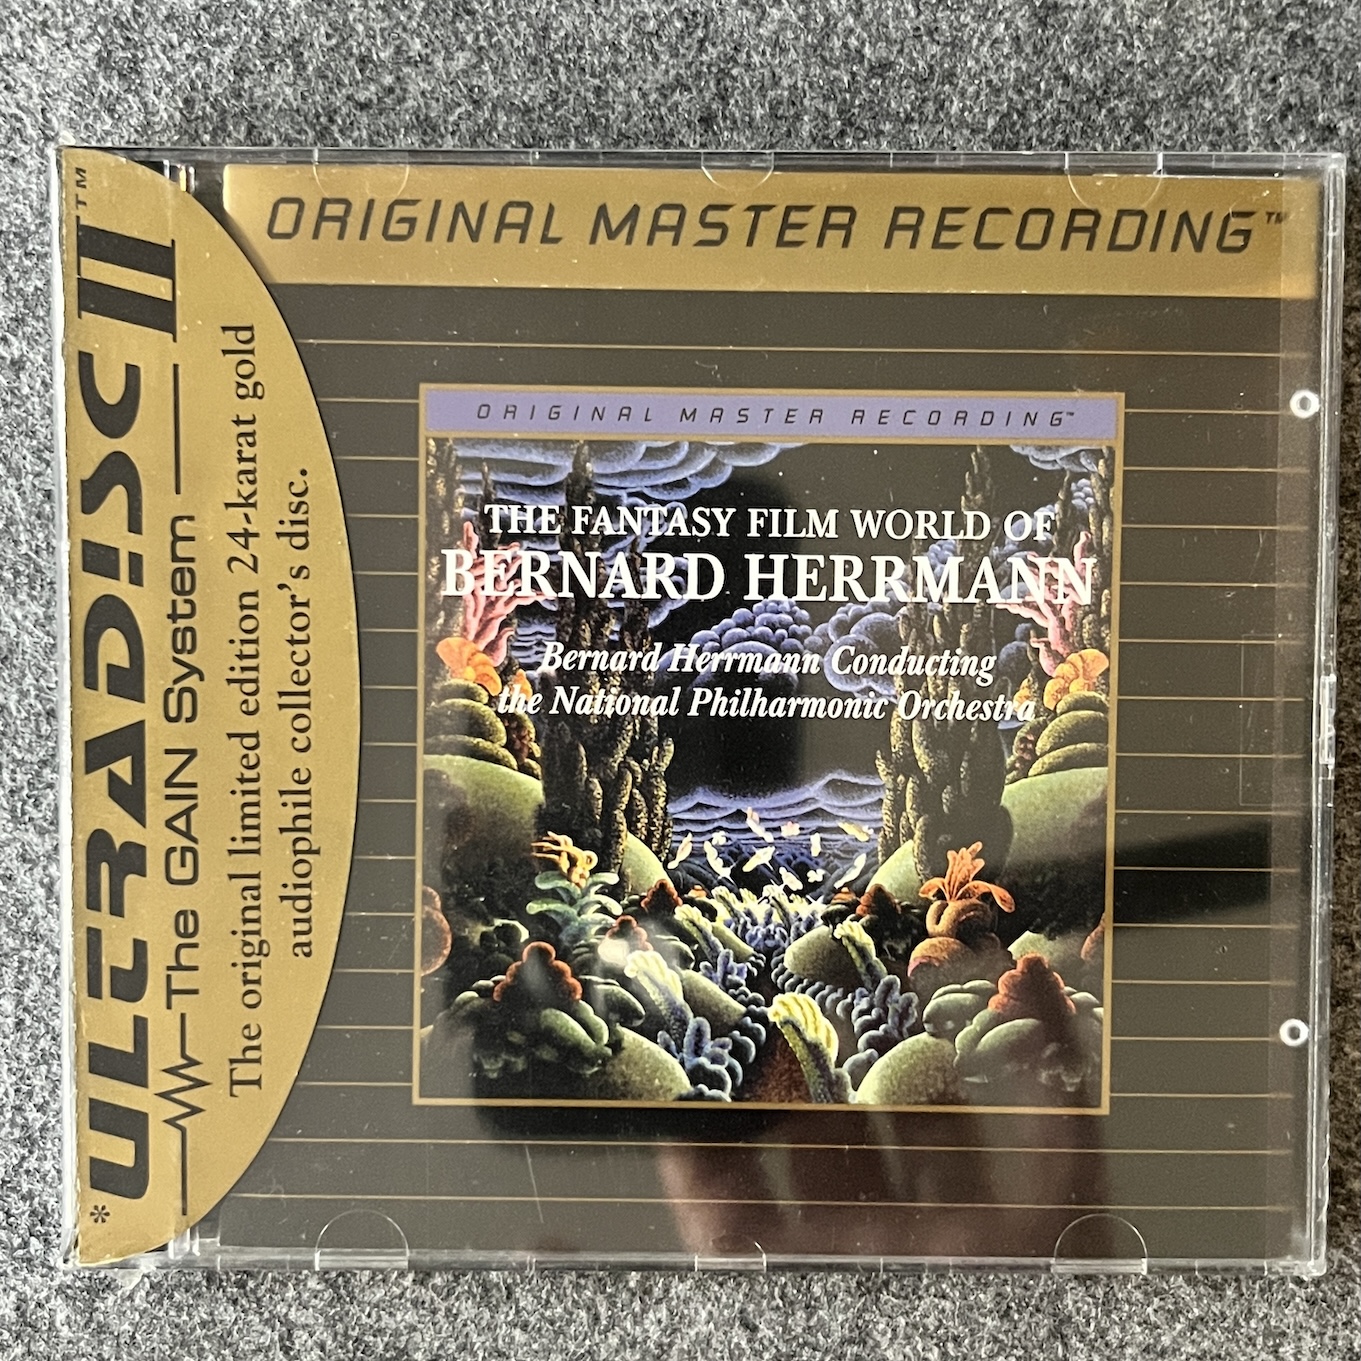 ORIGINAL MASTER RECORDING™
*ULTRADISC II™
The GAIN System
The original limited edition 24-karat gold
audiophile collector's disc.
ORIGINAL MASTER RECORDING™
THE FANTASY FILM WORLD OF
BERNARD HERRMANN
Bernard Herrmann Conducting
the National Philharmonic Orchestra